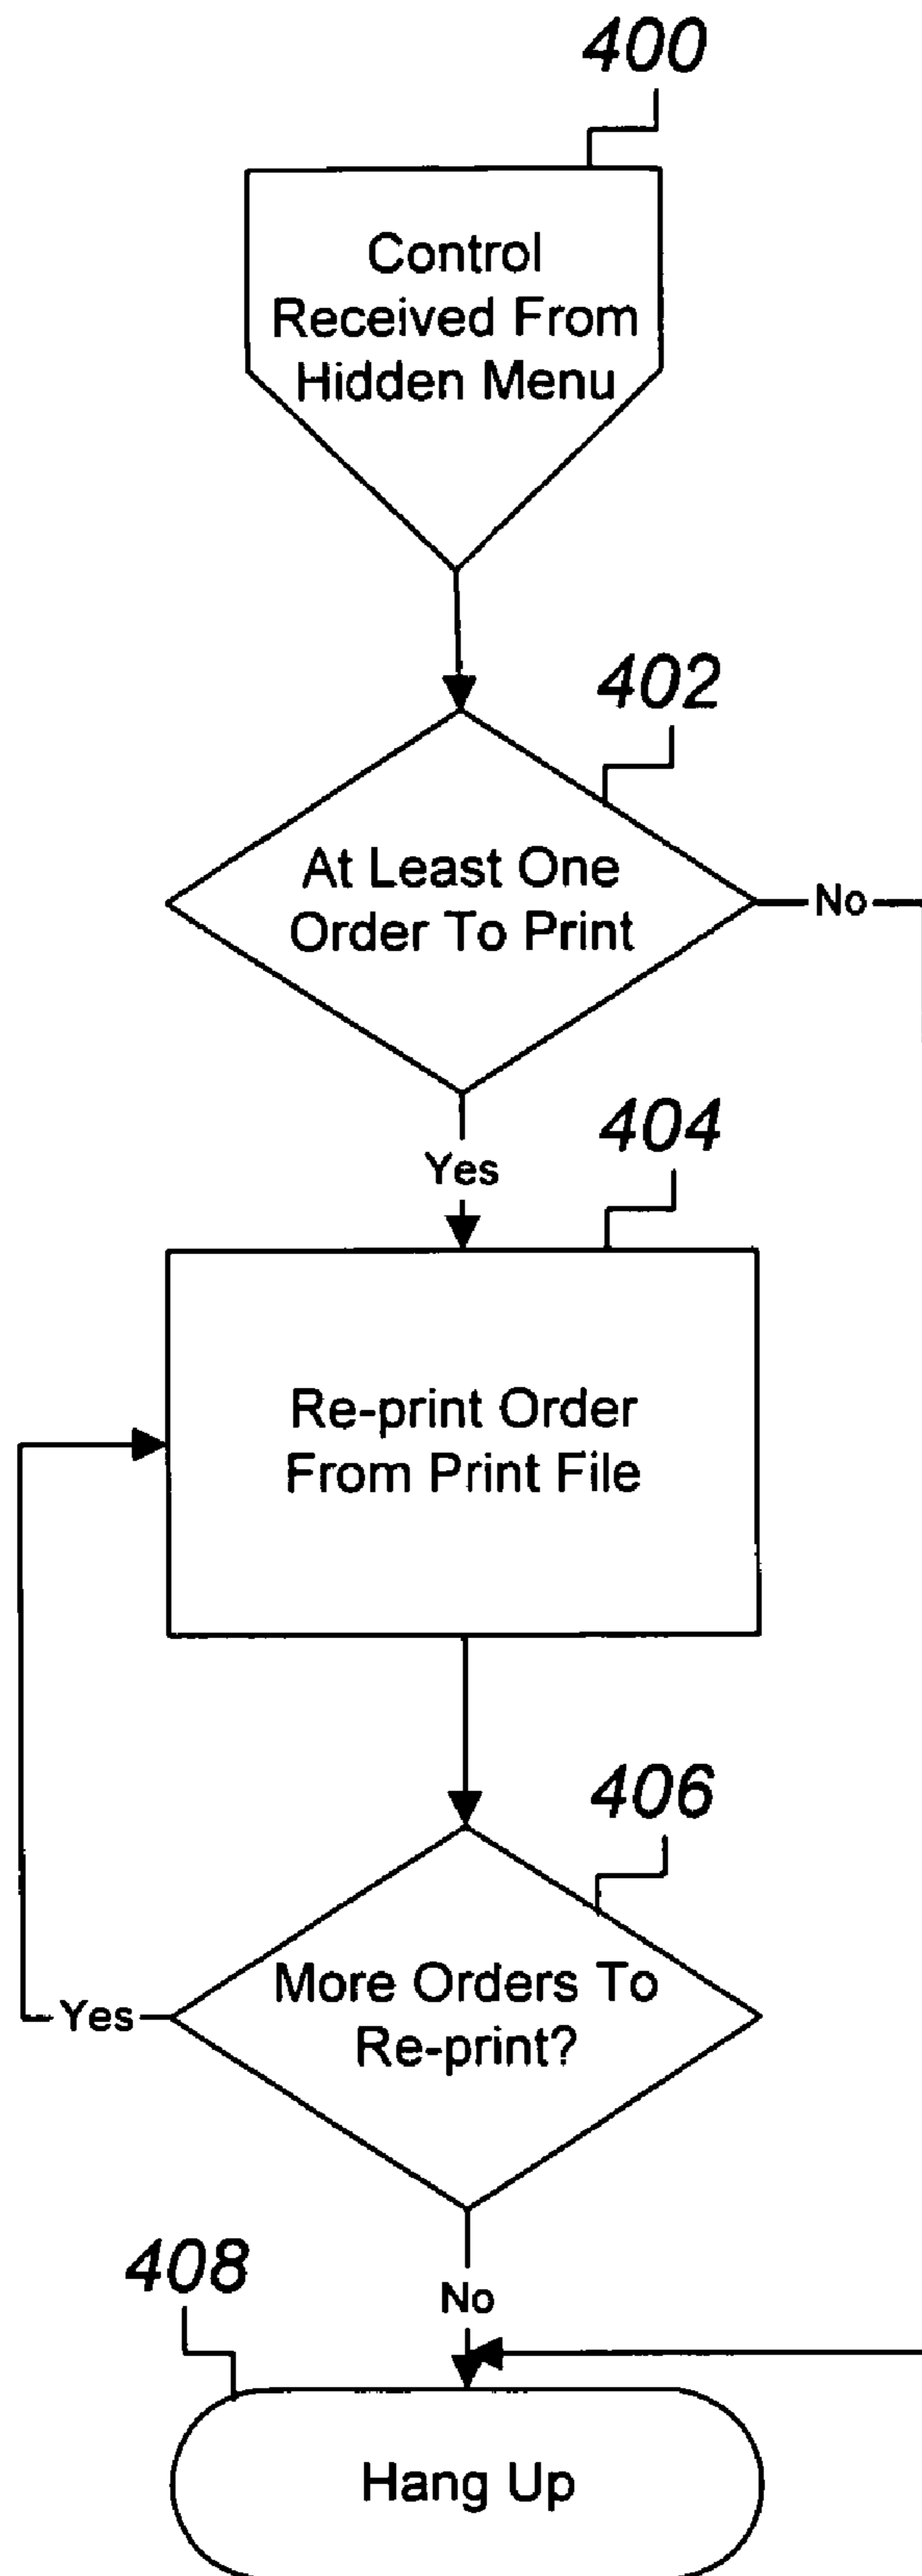 400
Control
Received From
Hidden Menu
402
At Least One
Order To Print
No
Yes
404
Re-print Order
From Print File
406
More Orders To
Re-print?
Yes
No
408
Hang Up